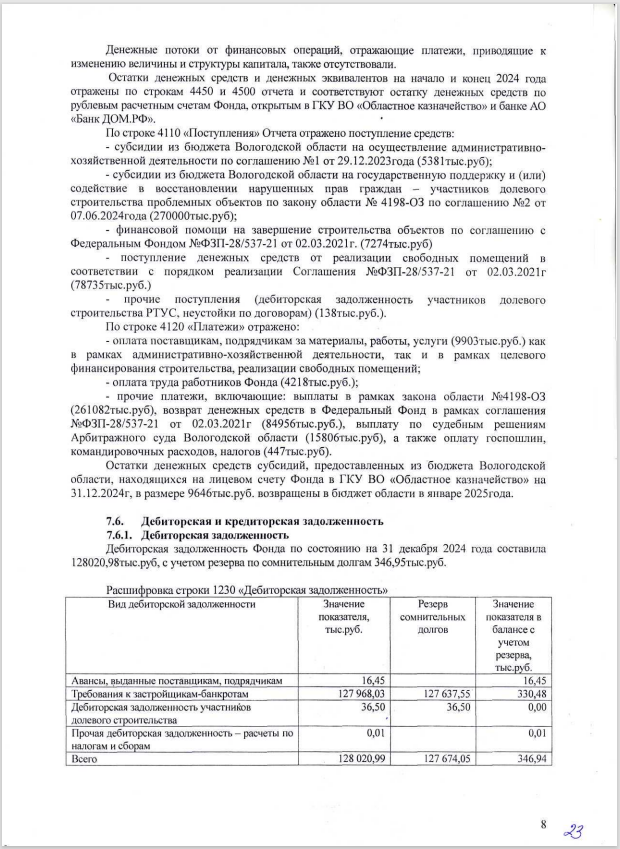 Денежные потоки от финансовых операций, отражающие платежи, приводящие к
изменению величины и структуры капитала, также отсутствовали.
Остатки денежных средств и денежных эквивалентов на начало и конец 2024 года
отражены по строкам 4450 и 4500 отчета и соответствуют остатку денежных средств по
рублевым расчетным счетам Фонда, открытым в ГКУ ВО «Областное казначейство» и банке АО
«Банк ДОМ.РФ».
По строке 4110 «Поступления» Отчета отражено поступление средств:
- субсидии из бюджета Вологодской области на осуществление административно-
хозяйственной деятельности по соглашению №1 от 29.12.2023года (5381тыс.руб);
- субсидии из бюджета Вологодской области на государственную поддержку и (или)
содействие в восстановлении нарушенных прав граждан – участников долевого
строительства проблемных объектов по закону области № 4198-ОЗ по соглашению №2 от
07.06.2024года (270000тыс.руб);
- финансовой помощи на завершение строительства объектов по соглашению с
Федеральным Фондом №ФЗП-28/537-21 от 02.03.2021г. (7274тыс.руб)
- поступление денежных средств от реализации свободных помещений в
соответствии с порядком реализации Соглашения №ФЗП-28/537-21 от 02.03.2021г
(78735тыс.руб.)
- прочие поступления (дебиторская задолженность участников долевого
строительства РТУС, неустойки по договорам) (138тыс.руб.).
По строке 4120 «Платежи» отражено:
- оплата поставщикам, подрядчикам за материалы, работы, услуги (9903тыс.руб.) как
в рамках административно-хозяйственной деятельности, так и в рамках целевого
финансирования строительства, реализации свободных помещений;
- оплата труда работников Фонда (4218тыс.руб.);
- прочие платежи, включающие: выплаты в рамках закона области №4198-ОЗ
(261082тыс.руб), возврат денежных средств в Федеральный Фонд в рамках соглашения
№ФЗП-28/537-21 от 02.03.2021г (84956тыс.руб.), выплату по судебным решениям
Арбитражного суда Вологодской области (15806тыс.руб), а также оплату госпошлин,
командировочных расходов, налогов (447тыс.руб).
Остатки денежных средств субсидий, предоставленных из бюджета Вологодской
области, находящихся на лицевом счету Фонда в ГКУ ВО «Областное казначейство» на
31.12.2024г, в размере 9646тыс.руб. возвращены в бюджет области в январе 2025года.
7.6. Дебиторская и кредиторская задолженность
7.6.1. Дебиторская задолженность
Дебиторская задолженность Фонда по состоянию на 31 декабря 2024 года составила
128020,98тыс.руб, с учетом резерва по сомнительным долгам 346,95тыс.руб.
Расшифровка строки 1230 «Дебиторская задолженность»
Вид дебиторской задолженности Значение Резерв Значение
показателя, сомнительных показателя в
тыс.руб. долгов балансе с
учетом
резерва,
тыс.руб.
Авансы, выданные поставщикам, подрядчикам 16,45 16,45
Требования к застройщикам-банкротам 127 968,03 127 637,55 330,48
Дебиторская задолженность участников 36,50 36,50 0,00
долевого строительства
Прочая дебиторская задолженность – расчеты по 0,01 0,01
налогам и сборам
Всего 128 020,99 127 674,05 346,94
8
23